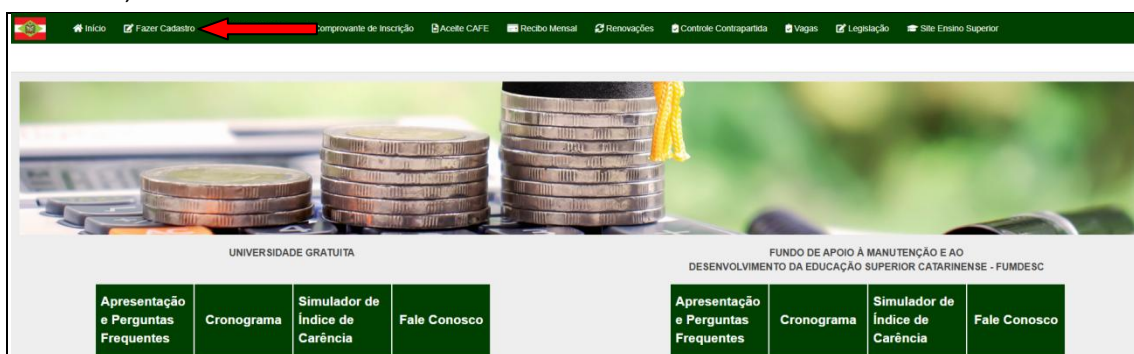 Início Fazer Cadastro Comprovante de Inscrição Aceite CAFE Recibo Mensal Renovações Controle Contrapartida Vagas Legislação Site Ensino Superior
UNIVERSIDADE GRATUITA
Apresentação
e Perguntas
Frequentes
Cronograma
Simulador de
Índice de
Carência
Fale Conosco
FUNDO DE APOIO À MANUTENÇÃO E AO
DESENVOLVIMENTO DA EDUCAÇÃO SUPERIOR CATARINENSE - FUMDESC
Apresentação
e Perguntas
Frequentes
Cronograma
Simulador de
Índice de
Carência
Fale Conosco